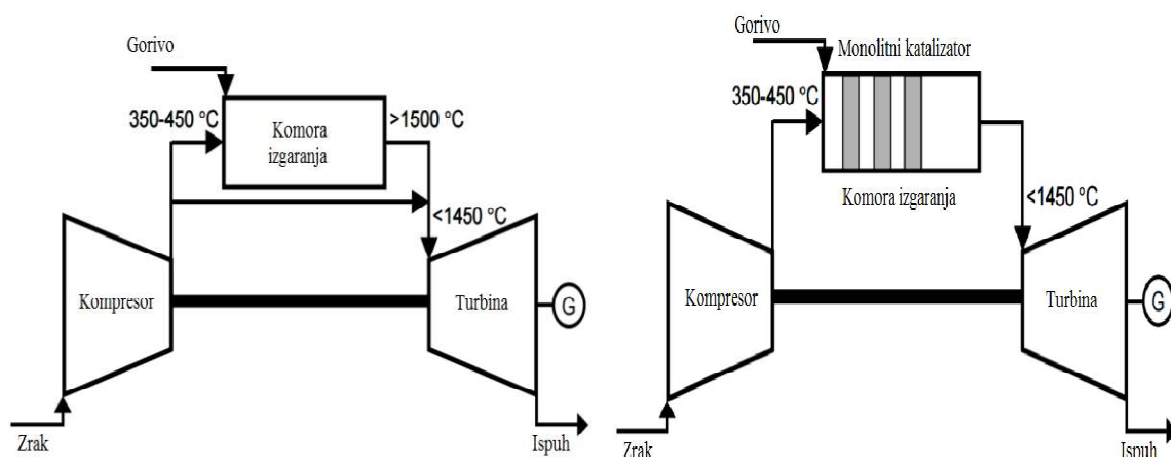 Gorivo
350-450 °C
Komora
izgaranja
>1500 °C
<1450 °C
Kompresor
Turbina
G
Zrak
Ispuh
Gorivo
Monolitni katalizator
350-450 °C
Komora izgaranja
<1450 °C
Kompresor
Turbina
G
Zrak
Ispuh